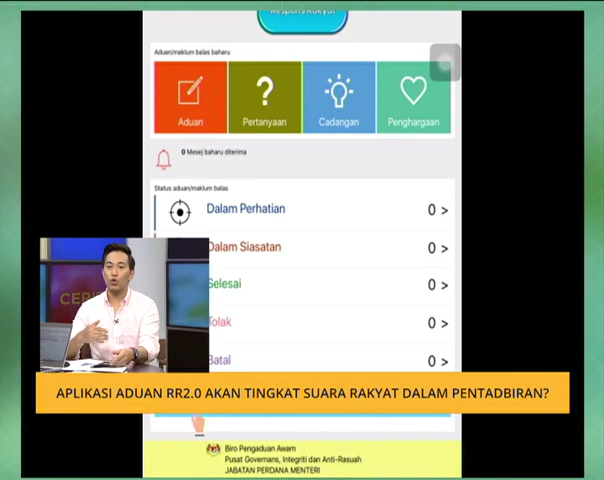 Respons Rakyat
Aduan/maklum balas baharu
Aduan
Pertanyaan
Cadangan
Penghargaan
0 Mesej baharu diterima
Status aduan/maklum balas
Dalam Perhatian 0 >
Dalam Siasatan 0 >
Selesai 0 >
Tolak 0 >
Batal 0 >
APLIKASI ADUAN RR2.0 AKAN TINGKAT SUARA RAKYAT DALAM PENTADBIRAN?
Biro Pengaduan Awam
Pusat Governans, Integriti dan Anti-Rasuah
JABATAN PERDANA MENTERI